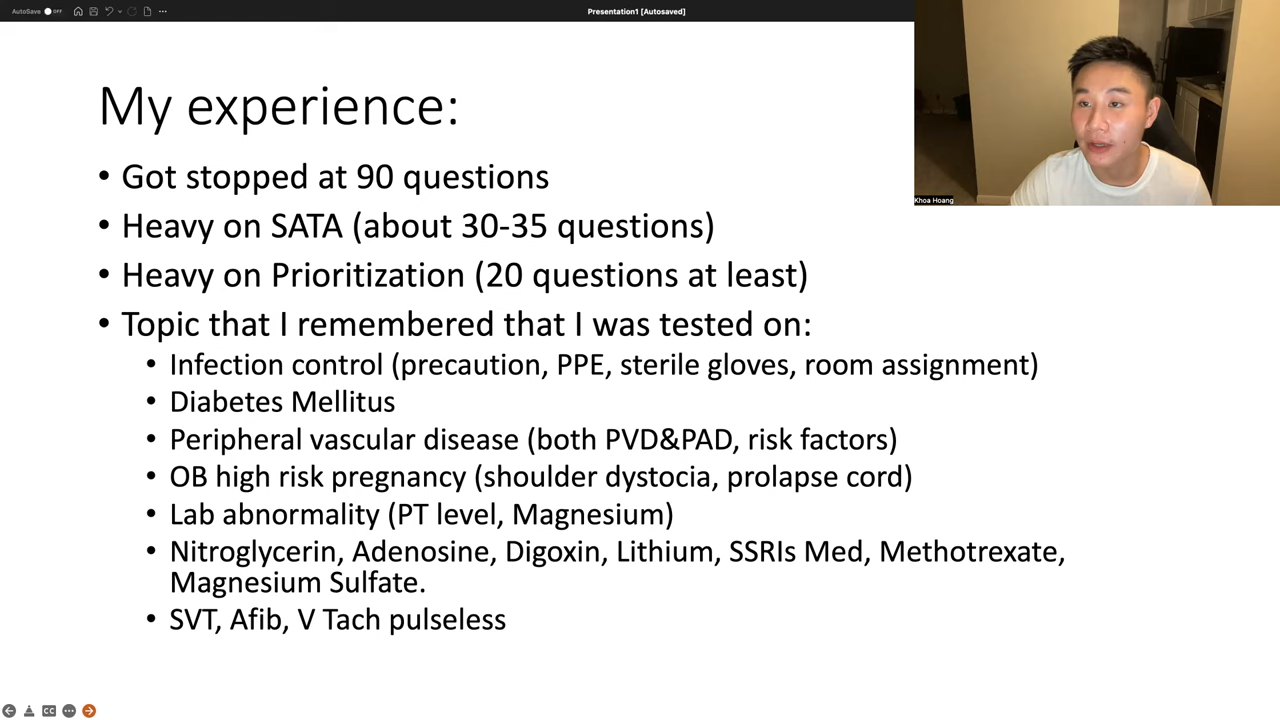 AutoSave OFF
Presentation1 [Autosaved]
Khoa Hoang
My experience:
• Got stopped at 90 questions
• Heavy on SATA (about 30-35 questions)
• Heavy on Prioritization (20 questions at least)
• Topic that I remembered that I was tested on:
• Infection control (precaution, PPE, sterile gloves, room assignment)
• Diabetes Mellitus
• Peripheral vascular disease (both PVD&PAD, risk factors)
• OB high risk pregnancy (shoulder dystocia, prolapse cord)
• Lab abnormality (PT level, Magnesium)
• Nitroglycerin, Adenosine, Digoxin, Lithium, SSRIs Med, Methotrexate,
Magnesium Sulfate.
• SVT, Afib, V Tach pulseless
CC